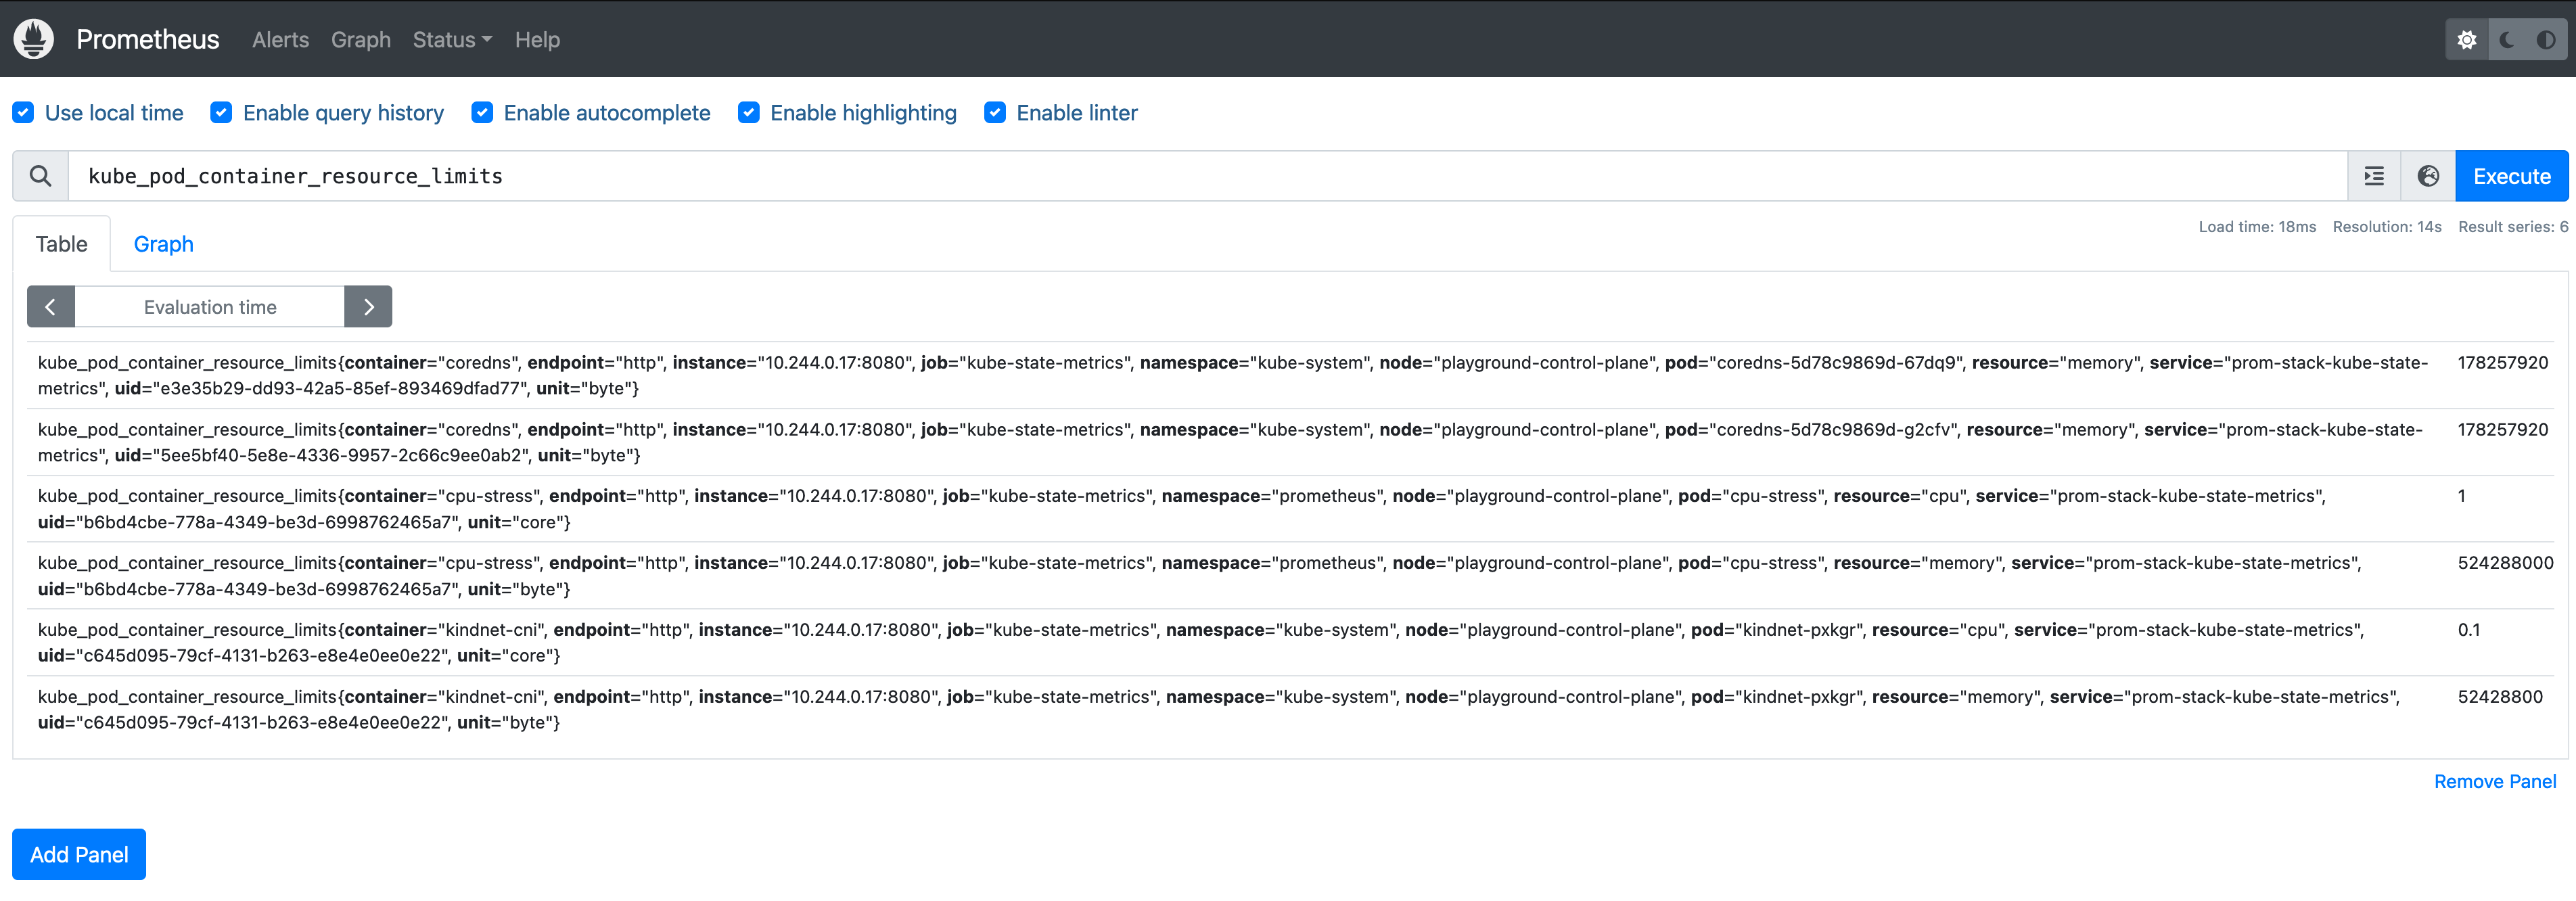 Prometheus Alerts Graph Status Help
Use local time Enable query history Enable autocomplete Enable highlighting Enable linter
kube_pod_container_resource_limits Execute
Table Graph Load time: 18ms Resolution: 14s Result series: 6
Evaluation time
kube_pod_container_resource_limits{container="coredns", endpoint="http", instance="10.244.0.17:8080", job="kube-state-metrics", namespace="kube-system", node="playground-control-plane", pod="coredns-5d78c9869d-67dq9", resource="memory", service="prom-stack-kube-state- 178257920
metrics", uid="e3e35b29-dd93-42a5-85ef-893469dfad77", unit="byte"}
kube_pod_container_resource_limits{container="coredns", endpoint="http", instance="10.244.0.17:8080", job="kube-state-metrics", namespace="kube-system", node="playground-control-plane", pod="coredns-5d78c9869d-g2cfv", resource="memory", service="prom-stack-kube-state- 178257920
metrics", uid="5ee5bf40-5e8e-4336-9957-2c66c9ee0ab2", unit="byte"}
kube_pod_container_resource_limits{container="cpu-stress", endpoint="http", instance="10.244.0.17:8080", job="kube-state-metrics", namespace="prometheus", node="playground-control-plane", pod="cpu-stress", resource="cpu", service="prom-stack-kube-state-metrics", 1
uid="b6bd4cbe-778a-4349-be3d-6998762465a7", unit="core"}
kube_pod_container_resource_limits{container="cpu-stress", endpoint="http", instance="10.244.0.17:8080", job="kube-state-metrics", namespace="prometheus", node="playground-control-plane", pod="cpu-stress", resource="memory", service="prom-stack-kube-state-metrics", 524288000
uid="b6bd4cbe-778a-4349-be3d-6998762465a7", unit="byte"}
kube_pod_container_resource_limits{container="kindnet-cni", endpoint="http", instance="10.244.0.17:8080", job="kube-state-metrics", namespace="kube-system", node="playground-control-plane", pod="kindnet-pxkgr", resource="cpu", service="prom-stack-kube-state-metrics", 0.1
uid="c645d095-79cf-4131-b263-e8e4e0ee0e22", unit="core"}
kube_pod_container_resource_limits{container="kindnet-cni", endpoint="http", instance="10.244.0.17:8080", job="kube-state-metrics", namespace="kube-system", node="playground-control-plane", pod="kindnet-pxkgr", resource="memory", service="prom-stack-kube-state-metrics", 52428800
uid="c645d095-79cf-4131-b263-e8e4e0ee0e22", unit="byte"}
Remove Panel
Add Panel